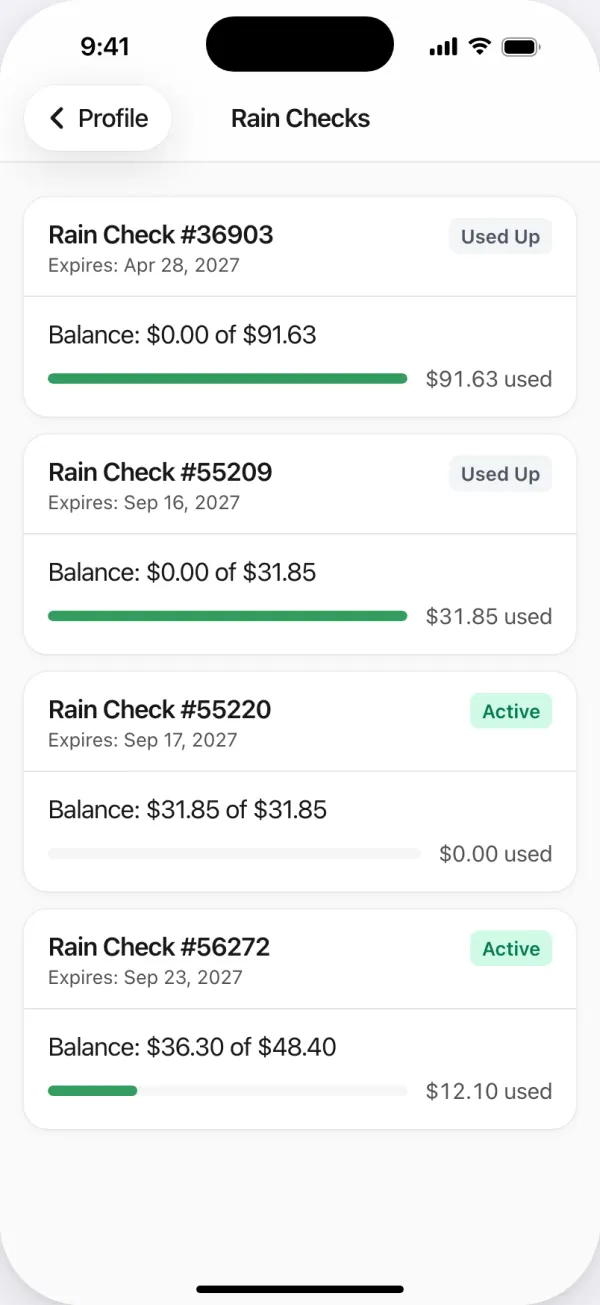 9:41
Profile
Rain Checks
Rain Check #36903
Used Up
Expires: Apr 28, 2027
Balance: $0.00 of $91.63
$91.63 used
Rain Check #55209
Used Up
Expires: Sep 16, 2027
Balance: $0.00 of $31.85
$31.85 used
Rain Check #55220
Active
Expires: Sep 17, 2027
Balance: $31.85 of $31.85
$0.00 used
Rain Check #56272
Active
Expires: Sep 23, 2027
Balance: $36.30 of $48.40
$12.10 used